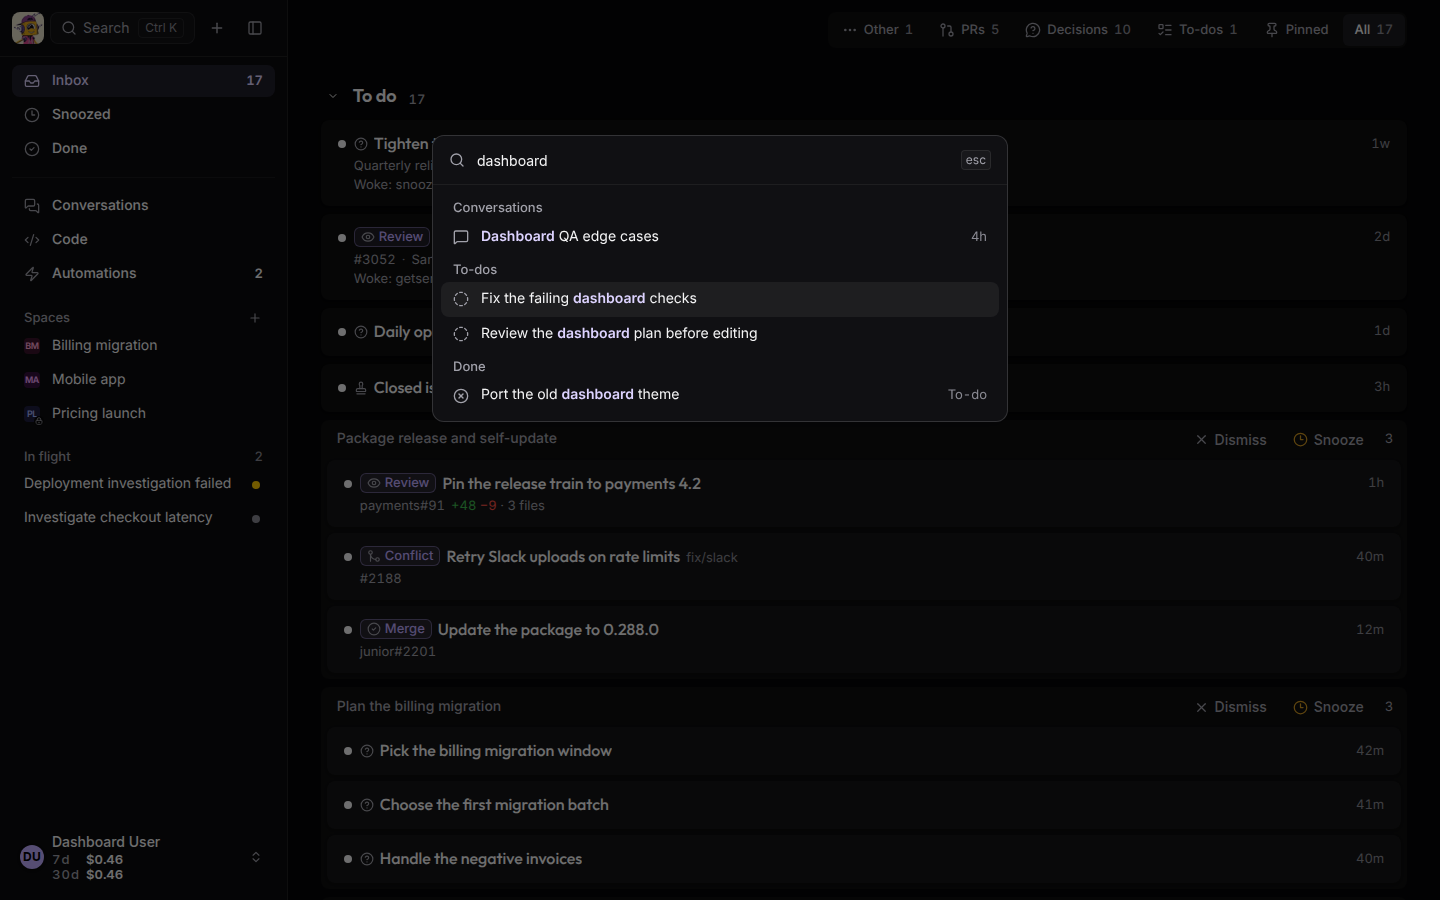 Search Ctrl K
Inbox 17
Snoozed
Done
Conversations
Code
Automations 2
Spaces
BM Billing migration
MA Mobile app
PL Pricing launch
In flight 2
Deployment investigation failed
Investigate checkout latency
DU Dashboard User
7d $0.46
30d $0.46
Other 1 PRs 5 Decisions 10 To-dos 1 Pinned All 17
To do 17
Tighten 1w
Quarterly
Woke:
Review 2d
#3052 ·
Woke:
Daily 1d
Closed 3h
dashboard esc
Conversations
Dashboard QA edge cases 4h
To-dos
Fix the failing dashboard checks
Review the dashboard plan before editing
Done
Port the old dashboard theme To-do
Package release and self-update Dismiss Snooze 3
Review Pin the release train to payments 4.2 1h
payments#91 +48 −9 · 3 files
Conflict Retry Slack uploads on rate limits fix/slack 40m
#2188
Merge Update the package to 0.288.0 12m
junior#2201
Plan the billing migration Dismiss Snooze 3
Pick the billing migration window 42m
Choose the first migration batch 41m
Handle the negative invoices 40m